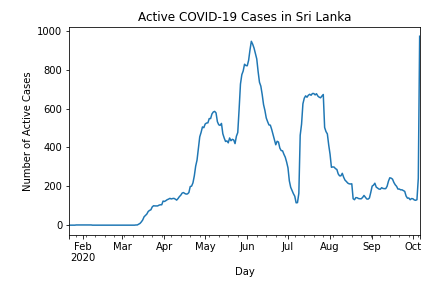 Active COVID-19 Cases in Sri Lanka
Number of Active Cases
1000
800
600
400
200
0
Feb Mar Apr May Jun Jul Aug Sep Oct
2020
Day